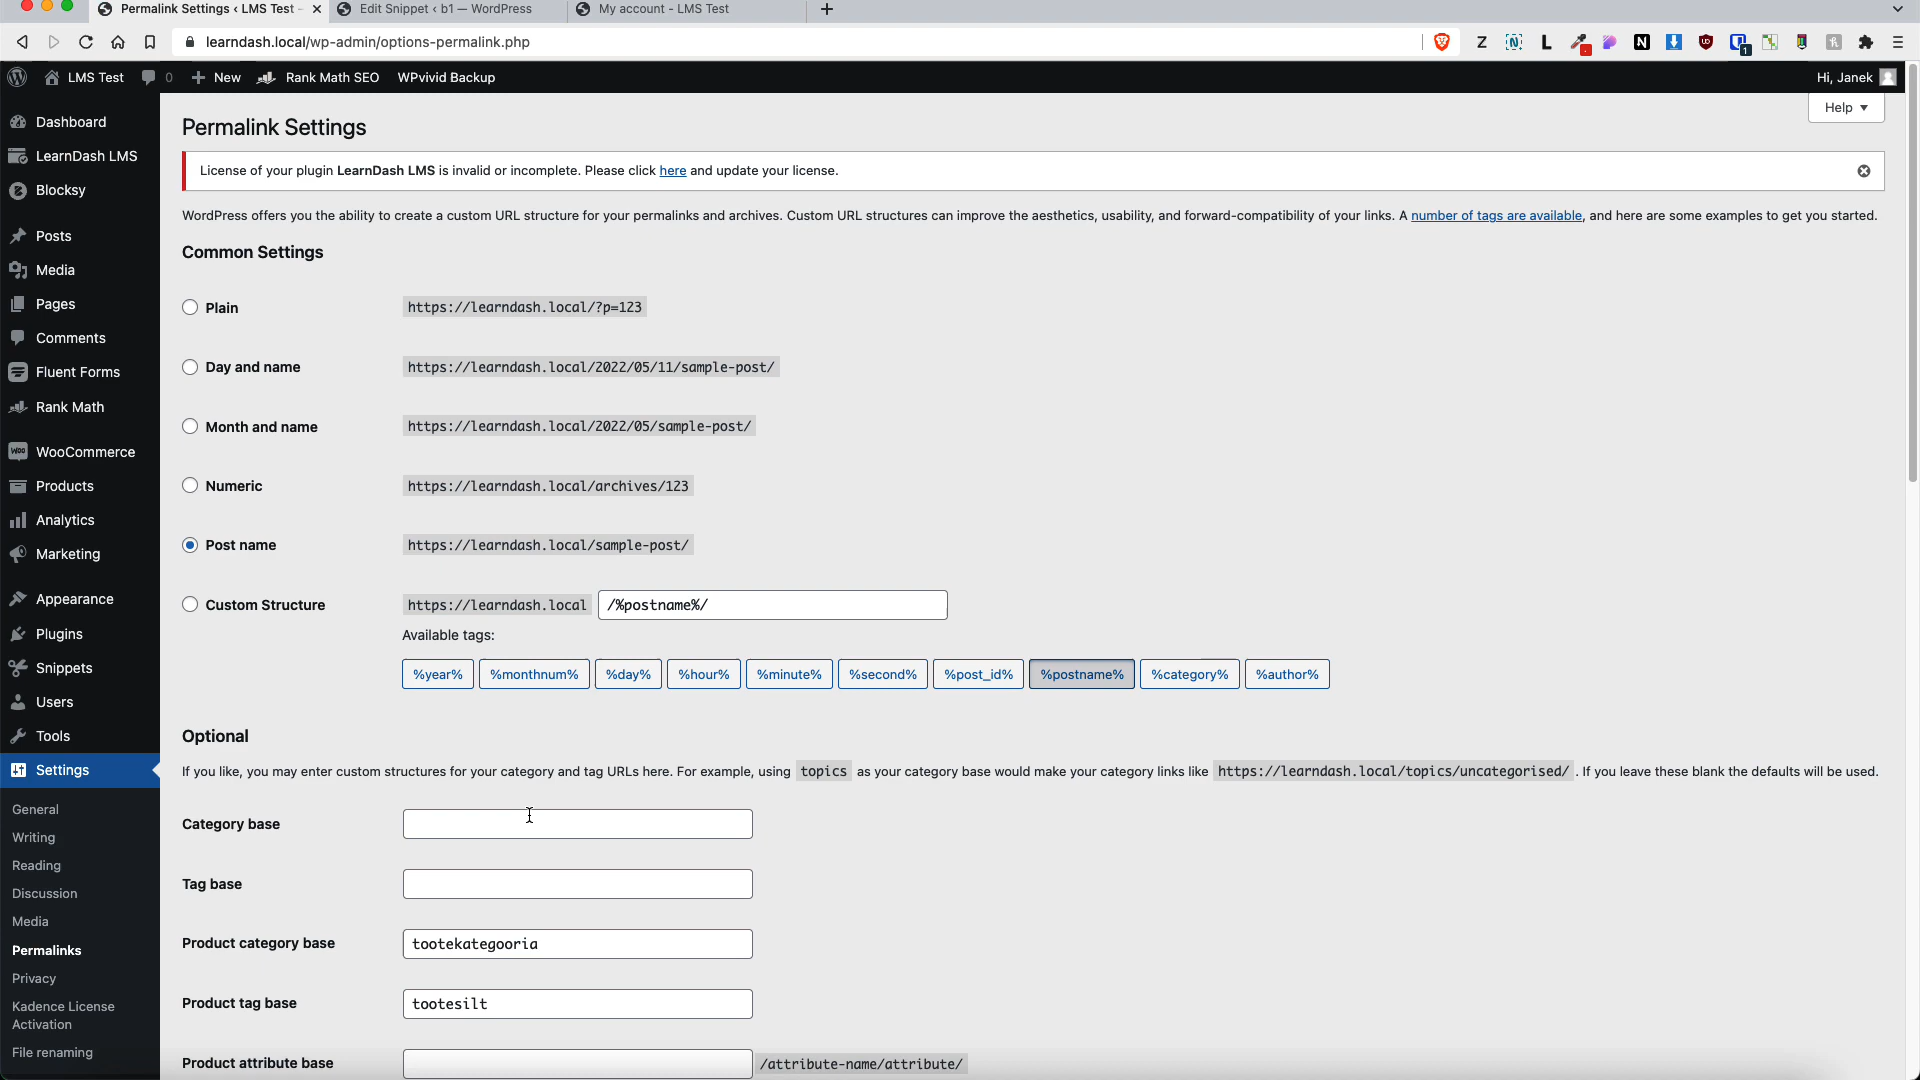 Permalink Settings ‹ LMS Test -
Edit Snippet ‹ b1 — WordPress
My account - LMS Test
learndash.local/wp-admin/options-permalink.php
LMS Test
0
New
Rank Math SEO
WPvivid Backup
Hi, Janek
Dashboard
LearnDash LMS
Blocksy
Posts
Media
Pages
Comments
Fluent Forms
Rank Math
WooCommerce
Products
Analytics
Marketing
Appearance
Plugins
Snippets
Users
Tools
Settings
General
Writing
Reading
Discussion
Media
Permalinks
Privacy
Kadence License
Activation
File renaming
Help
Permalink Settings
License of your plugin LearnDash LMS is invalid or incomplete. Please click here and update your license.
WordPress offers you the ability to create a custom URL structure for your permalinks and archives. Custom URL structures can improve the aesthetics, usability, and forward-compatibility of your links. A number of tags are available, and here are some examples to get you started.
Common Settings
Plain https://learndash.local/?p=123
Day and name https://learndash.local/2022/05/11/sample-post/
Month and name https://learndash.local/2022/05/sample-post/
Numeric https://learndash.local/archives/123
Post name https://learndash.local/sample-post/
Custom Structure https://learndash.local /%postname%/
Available tags:
%year% %monthnum% %day% %hour% %minute% %second% %post_id% %postname% %category% %author%
Optional
If you like, you may enter custom structures for your category and tag URLs here. For example, using topics as your category base would make your category links like https://learndash.local/topics/uncategorised/ . If you leave these blank the defaults will be used.
Category base
Tag base
Product category base tootekategooria
Product tag base tootesilt
Product attribute base /attribute-name/attribute/